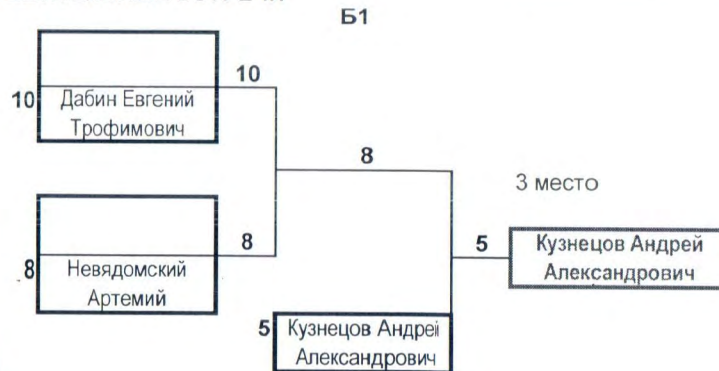 Б1
10
10
Дабин Евгений
Трофимович
8
3 место
8
8
Невядомский
Артемий
5
Кузнецов Андрей
Александрович
5
Кузнецов Андрей
Александрович